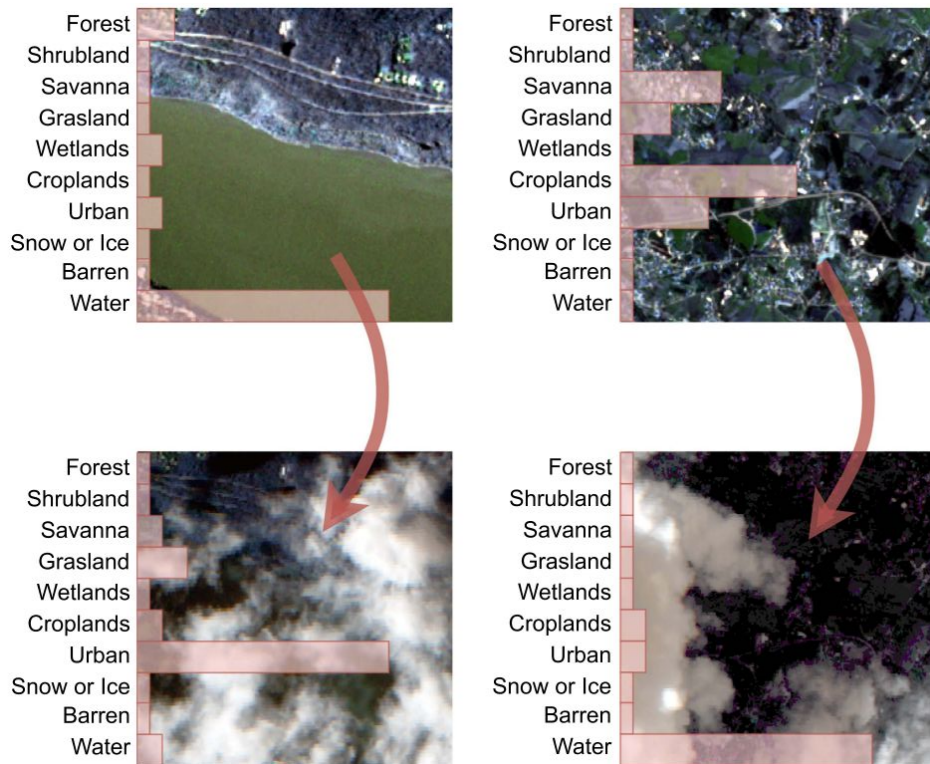 Forest
Shrubland
Savanna
Grasland
Wetlands
Croplands
Urban
Snow or Ice
Barren
Water
Forest
Shrubland
Savanna
Grasland
Wetlands
Croplands
Urban
Snow or Ice
Barren
Water
Forest
Shrubland
Savanna
Grasland
Wetlands
Croplands
Urban
Snow or Ice
Barren
Water
Forest
Shrubland
Savanna
Grasland
Wetlands
Croplands
Urban
Snow or Ice
Barren
Water